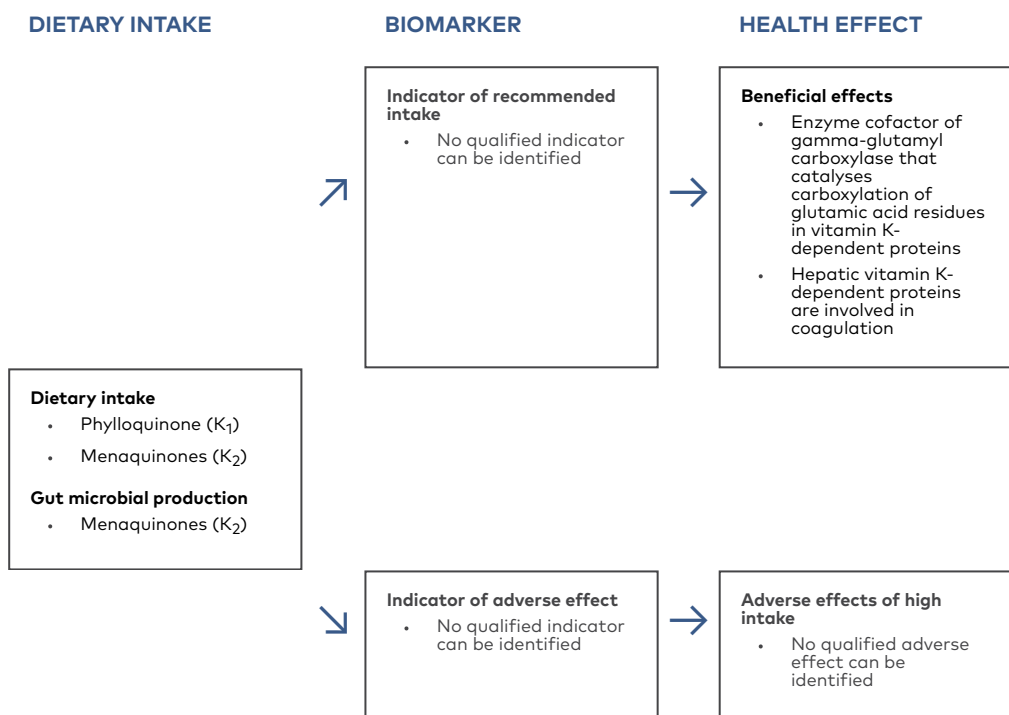 DIETARY INTAKE
BIOMARKER
HEALTH EFFECT
Dietary intake
• Phylloquinone (K₁)
• Menaquinones (K₂)
Gut microbial production
• Menaquinones (K₂)
Indicator of recommended
intake
• No qualified indicator
can be identified
Beneficial effects
• Enzyme cofactor of
gamma-glutamyl
carboxylase that
catalyses
carboxylation of
glutamic acid residues
in vitamin K-
dependent proteins
• Hepatic vitamin K-
dependent proteins
are involved in
coagulation
Indicator of adverse effect
• No qualified indicator
can be identified
Adverse effects of high
intake
• No qualified adverse
effect can be
identified